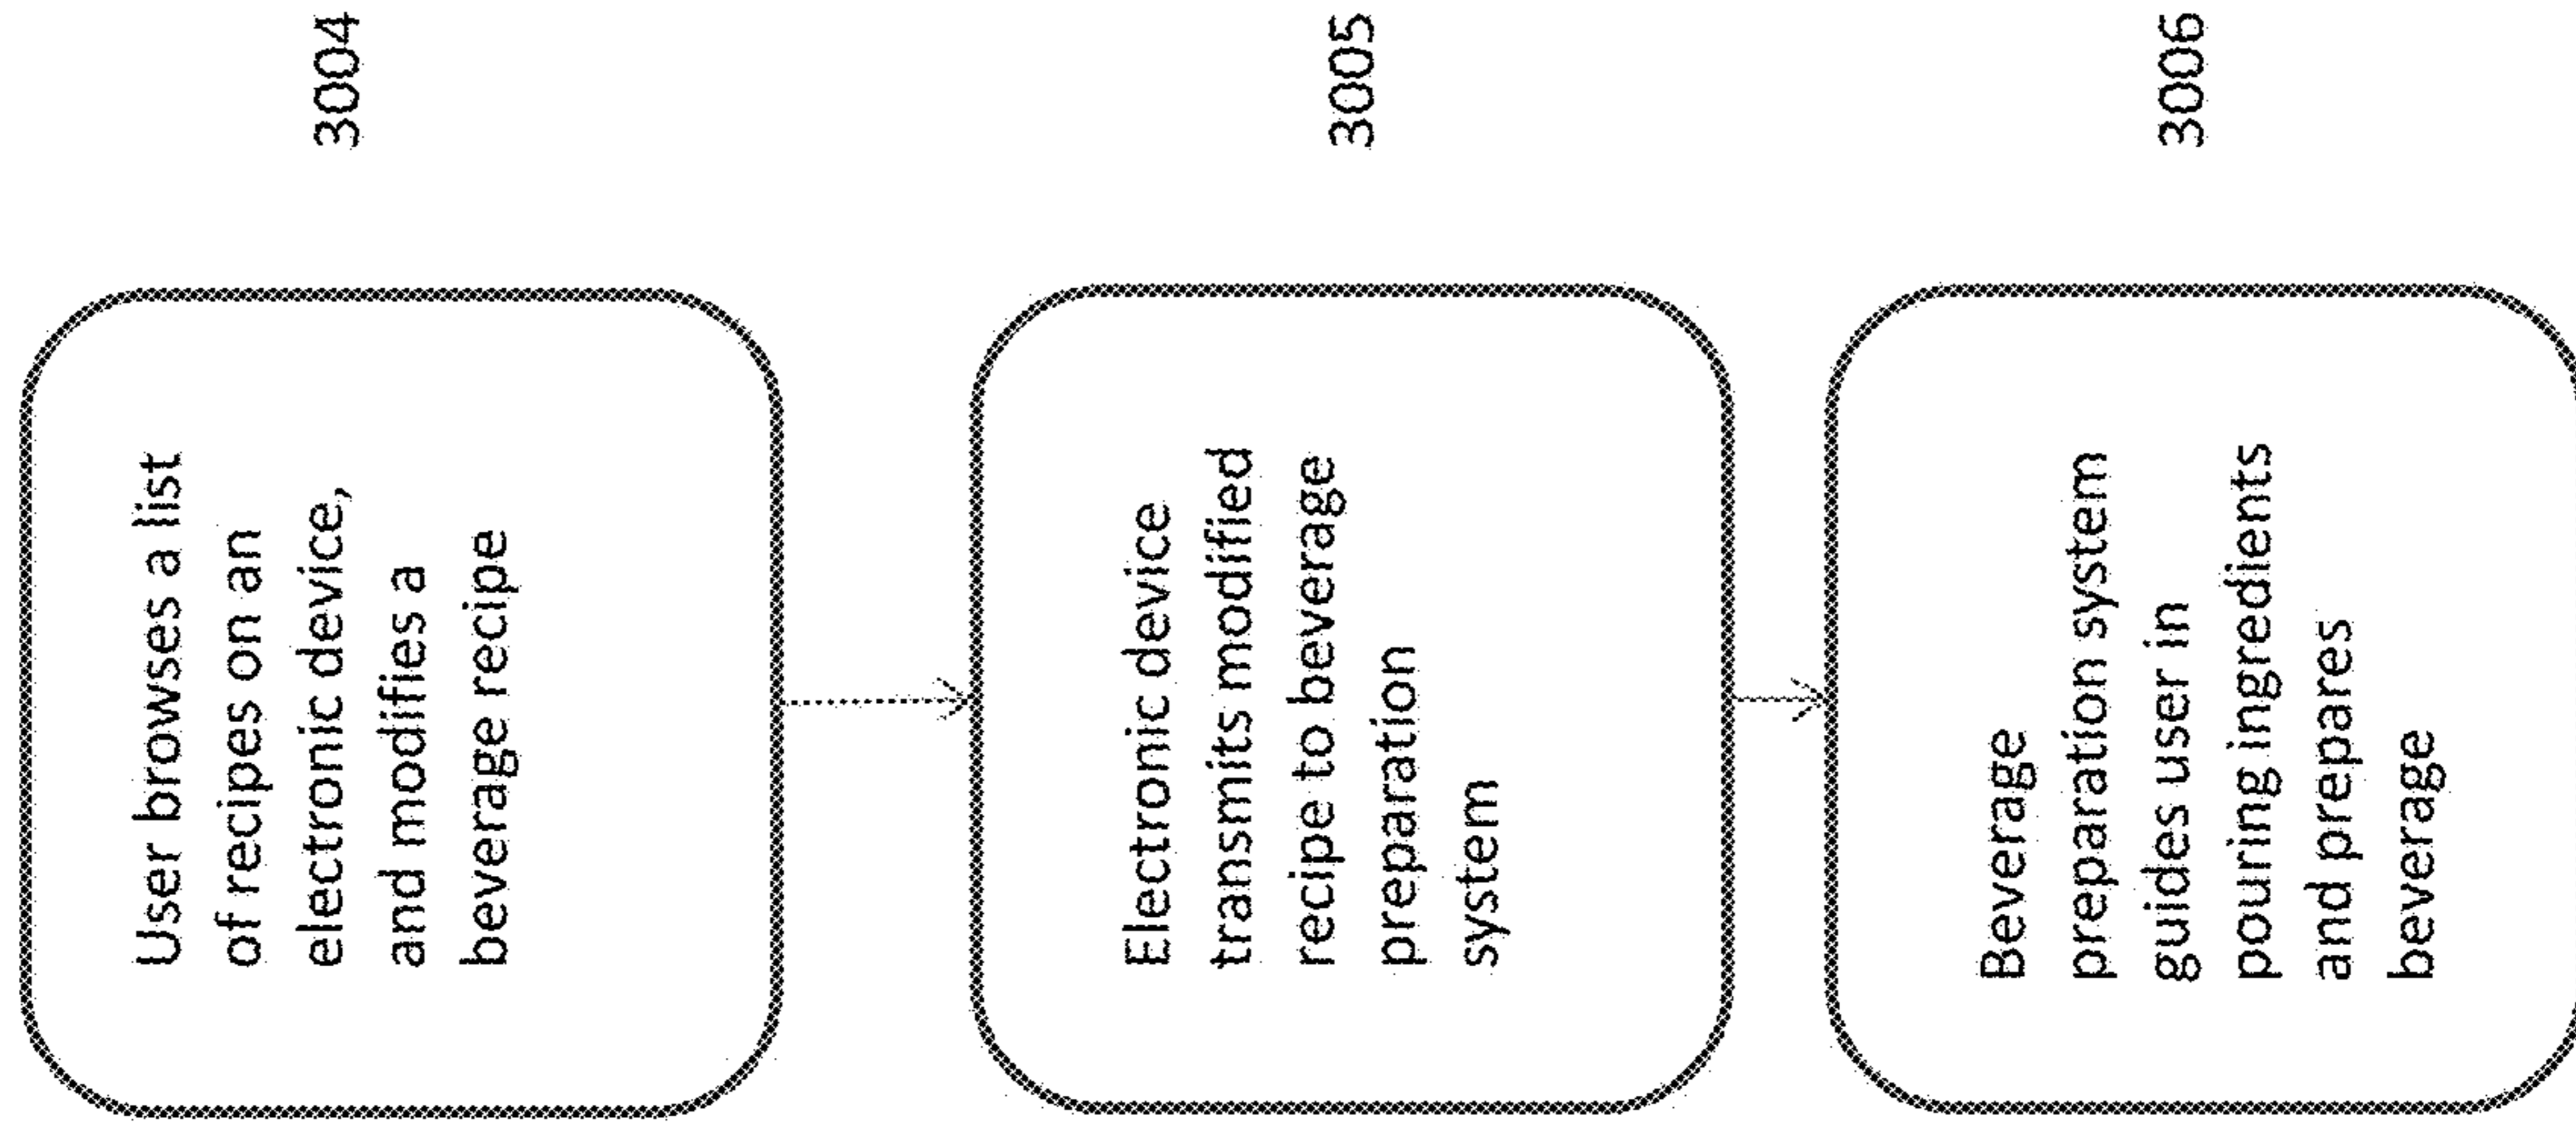 User browses a list
of recipes on an
electronic device,
and modifies a
beverage recipe
3004
Electronic device
transmits modified
recipe to beverage
preparation
system
3005
Beverage
preparation system
guides user in
pouring ingredients
and prepares
beverage
3006